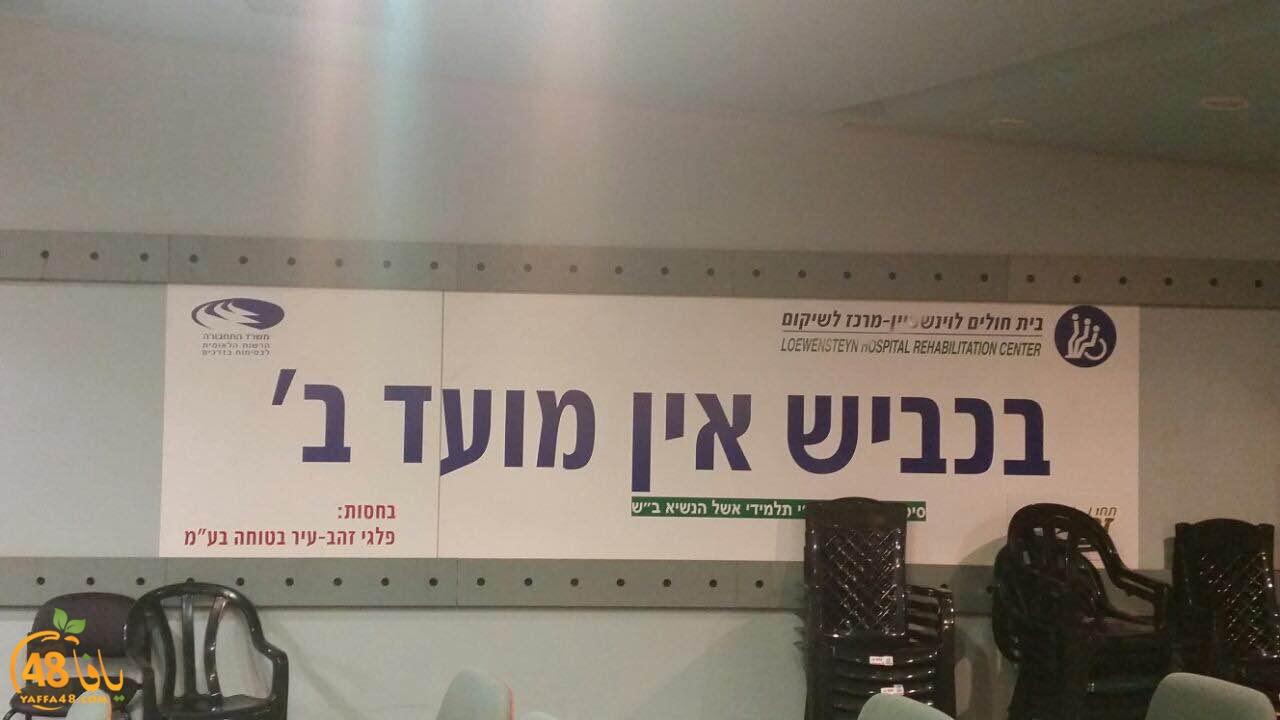 בית חולים לוינשטיין-מרכז לשיקום
LOEWENSTEYN HOSPITAL REHABILITATION CENTER
משרד התחבורה
הרשות הלאומית
לבטיחות בדרכים
בכביש אין מועד ב'
תלמידי אשל הנשיא ב"ש
בחסות:
פלגי זהב-עיר בטוחה בע"מ
יافا 48
YAFFA48.COM